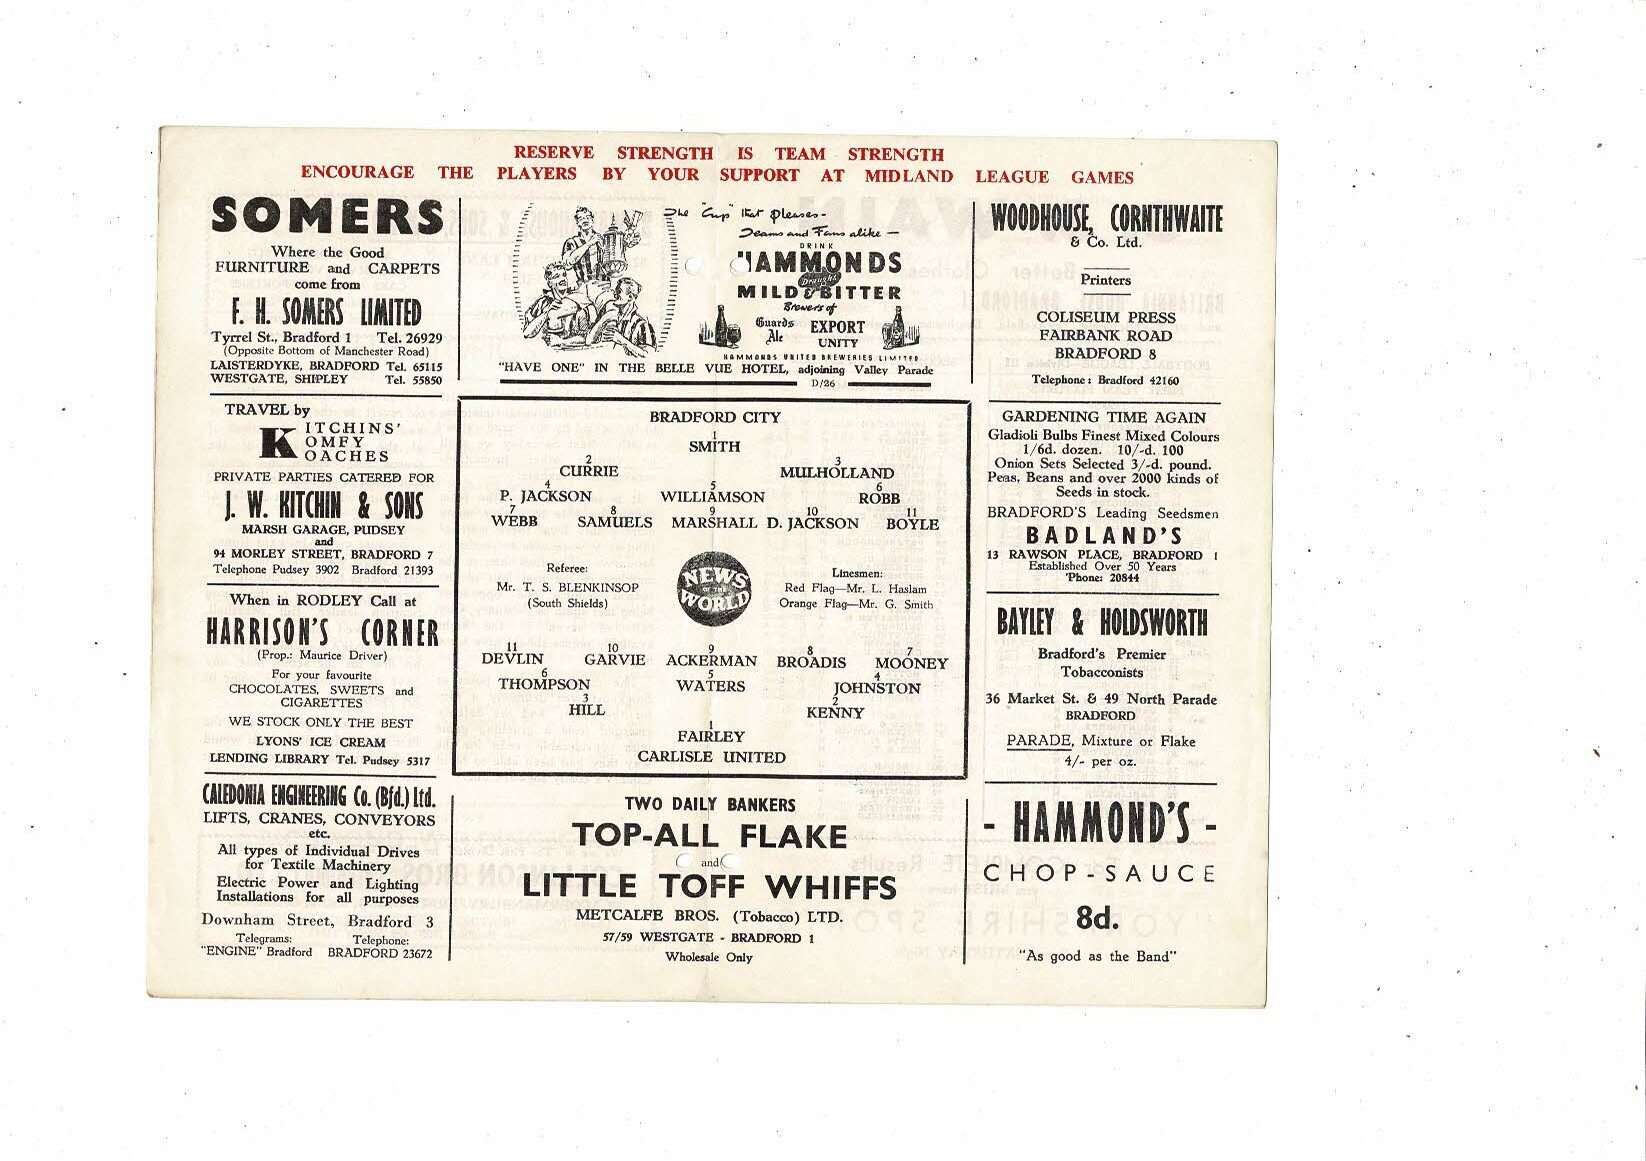 RESERVE STRENGTH IS TEAM STRENGTH
ENCOURAGE THE PLAYERS BY YOUR SUPPORT AT MIDLAND LEAGUE GAMES
SOMERS
Where the Good
FURNITURE and CARPETS
come from
F. H. SOMERS LIMITED
Tyrrel St., Bradford 1 Tel. 26929
(Opposite Bottom of Manchester Road)
LAISTERDYKE, BRADFORD Tel. 65115
WESTGATE, SHIPLEY Tel. 55850
TRAVEL by
KITCHINS'
KOMFY
KOACHES
PRIVATE PARTIES CATERED FOR
J. W. KITCHIN & SONS
MARSH GARAGE, PUDSEY
and
94 MORLEY STREET, BRADFORD 7
Telephone Pudsey 3902 Bradford 21393
When in RODLEY Call at
HARRISON'S CORNER
(Prop.: Maurice Driver)
For your favourite
CHOCOLATES, SWEETS and
CIGARETTES
WE STOCK ONLY THE BEST
LYONS' ICE CREAM
LENDING LIBRARY Tel. Pudsey 5317
CALEDONIA ENGINEERING Co. (Bfd.) Ltd.
LIFTS, CRANES, CONVEYORS
etc.
All types of Individual Drives
for Textile Machinery
Electric Power and Lighting
Installations for all purposes
Downham Street, Bradford 3
Telegrams: Telephone:
"ENGINE" Bradford BRADFORD 23672
The "Cup" that pleases-
Teams and Fans alike -
DRINK
HAMMONDS
Draught
MILD & BITTER
Brewers of
Guards Ale
EXPORT
UNITY
HAMMONDS UNITED BREWERIES LIMITED
"HAVE ONE" IN THE BELLE VUE HOTEL, adjoining Valley Parade
D/26
BRADFORD CITY
1
SMITH
2 3
CURRIE MULHOLLAND
4 5 6
P. JACKSON WILLIAMSON ROBB
7 8 9 10 11
WEBB SAMUELS MARSHALL D. JACKSON BOYLE
Referee:
Mr. T. S. BLENKINSOP
(South Shields)
NEWS
OF THE
WORLD
Linesmen:
Red Flag—Mr. L. Haslam
Orange Flag—Mr. G. Smith
11 10 9 8 7
DEVLIN GARVIE ACKERMAN BROADIS MOONEY
6 5 4
THOMPSON WATERS JOHNSTON
3 2
HILL KENNY
1
FAIRLEY
CARLISLE UNITED
TWO DAILY BANKERS
TOP-ALL FLAKE
and
LITTLE TOFF WHIFFS
METCALFE BROS. (Tobacco) LTD.
57/59 WESTGATE - BRADFORD 1
Wholesale Only
WOODHOUSE, CORNTHWAITE
& Co. Ltd.
Printers
COLISEUM PRESS
FAIRBANK ROAD
BRADFORD 8
Telephone: Bradford 42160
GARDENING TIME AGAIN
Gladioli Bulbs Finest Mixed Colours
1/6d. dozen. 10/-d. 100
Onion Sets Selected 3/-d. pound.
Peas, Beans and over 2000 kinds of
Seeds in stock.
BRADFORD'S Leading Seedsmen
BADLAND'S
13 RAWSON PLACE, BRADFORD 1
Established Over 50 Years
'Phone: 20844
BAYLEY & HOLDSWORTH
Bradford's Premier
Tobacconists
36 Market St. & 49 North Parade
BRADFORD
PARADE, Mixture or Flake
4/- per oz.
- HAMMOND'S -
CHOP-SAUCE
8d.
"As good as the Band"